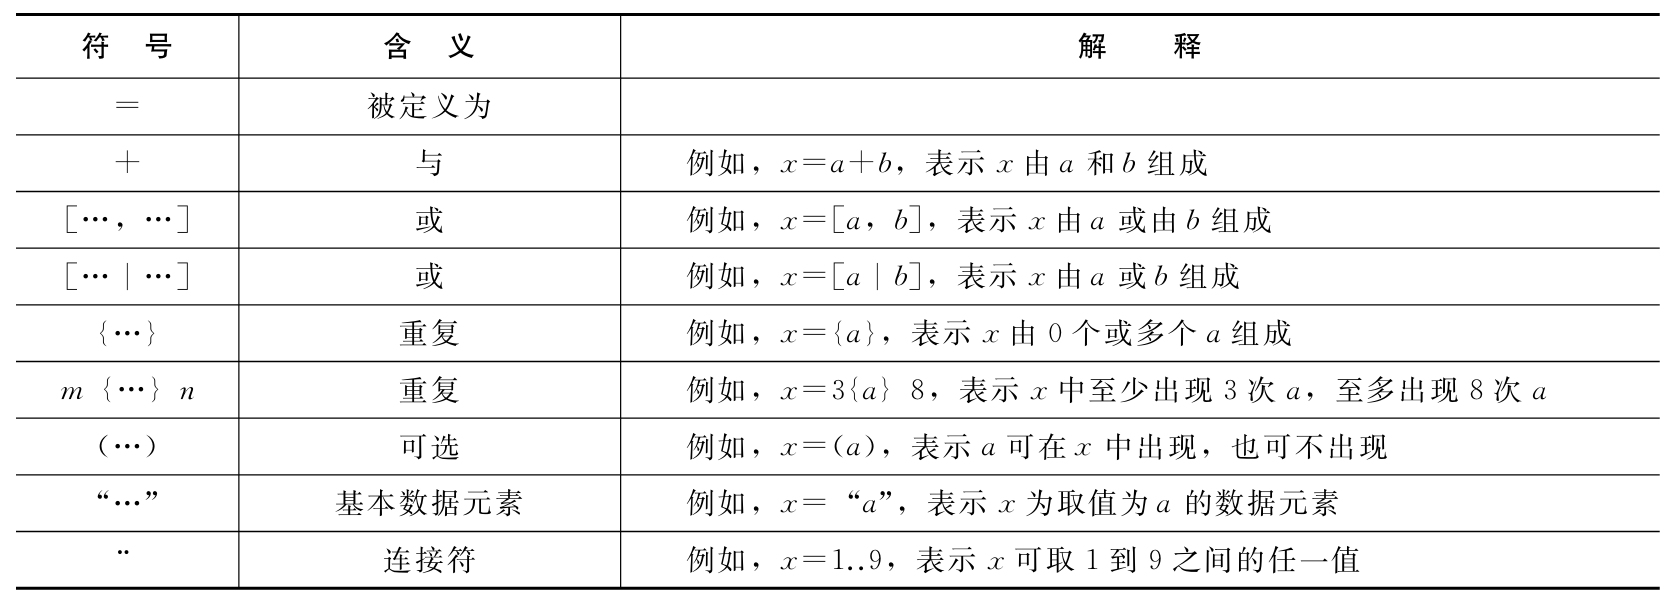 符 号 含 义 解 释
= 被定义为
+ 与 例如，x=a+b，表示 x 由 a 和 b 组成
[…，…] 或 例如，x=[a，b]，表示 x 由 a 或由 b 组成
[…|…] 或 例如，x=[a|b]，表示 x 由 a 或 b 组成
{…} 重复 例如，x={a}，表示 x 由 0 个或多个 a 组成
m {…} n 重复 例如，x=3{a} 8，表示 x 中至少出现 3 次 a，至多出现 8 次 a
(…) 可选 例如，x=(a)，表示 a 可在 x 中出现，也可不出现
“…” 基本数据元素 例如，x= “a”，表示 x 为取值为 a 的数据元素
¨ 连接符 例如，x=1..9，表示 x 可取 1 到 9 之间的任一值